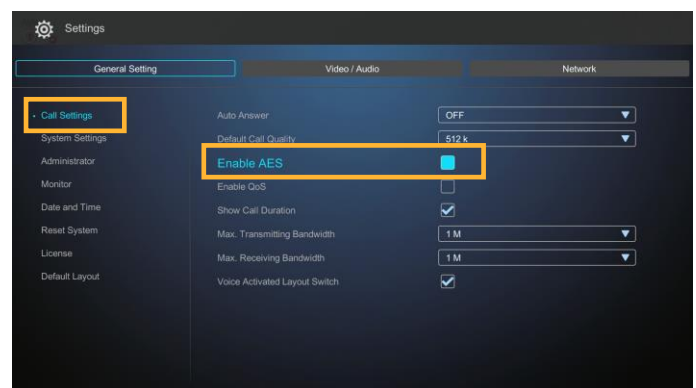 Settings
General Setting Video / Audio Network
Call Settings
System Settings
Administrator
Monitor
Date and Time
Reset System
License
Default Layout
Auto Answer OFF
Default Call Quality 512 k
Enable AES
Enable QoS
Show Call Duration
Max. Transmitting Bandwidth 1 M
Max. Receiving Bandwidth 1 M
Voice Activated Layout Switch